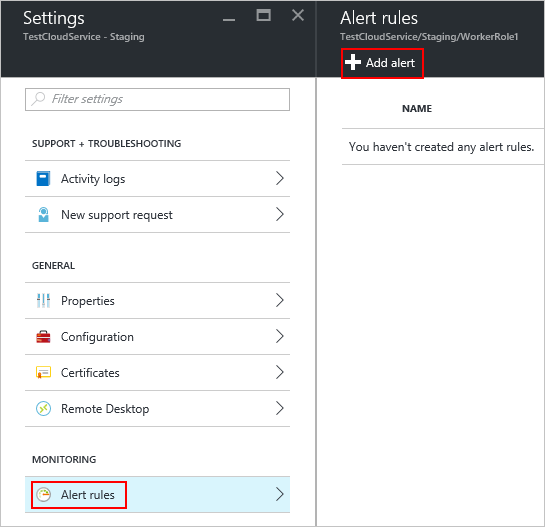 Settings
TestCloudService - Staging
Filter settings
SUPPORT + TROUBLESHOOTING
Activity logs
New support request
GENERAL
Properties
Configuration
Certificates
Remote Desktop
MONITORING
Alert rules
Alert rules
TestCloudService/Staging/WorkerRole1
Add alert
NAME
You haven't created any alert rules.